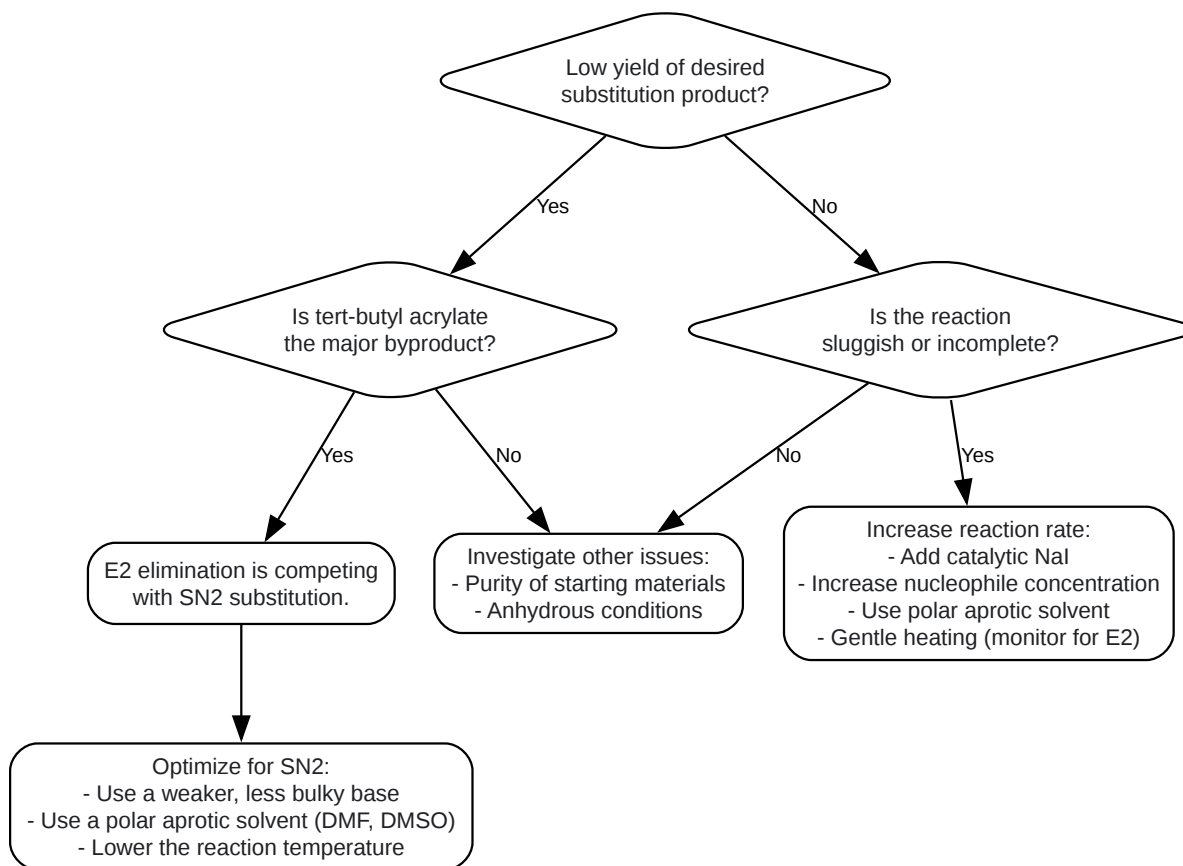 Low yield of desired
substitution product?
Yes
No
Is tert-butyl acrylate
the major byproduct?
Is the reaction
sluggish or incomplete?
Yes
No
No
Yes
E2 elimination is competing
with SN2 substitution.
Investigate other issues:
- Purity of starting materials
- Anhydrous conditions
Increase reaction rate:
- Add catalytic NaI
- Increase nucleophile concentration
- Use polar aprotic solvent
- Gentle heating (monitor for E2)
Optimize for SN2:
- Use a weaker, less bulky base
- Use a polar aprotic solvent (DMF, DMSO)
- Lower the reaction temperature